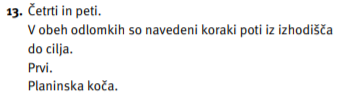 13. Četrti in peti.
V obeh odlomkih so navedeni koraki poti iz izhodišča
do cilja.
Prvi.
Planinska koča.